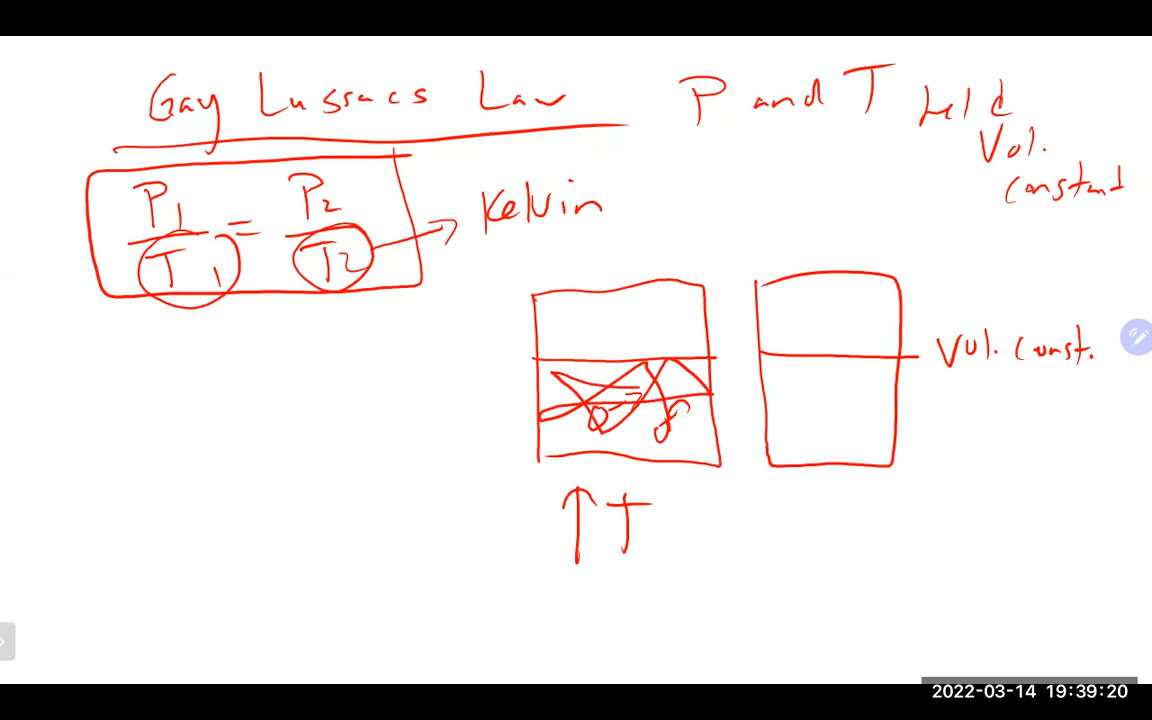 Gay Lussacs Law
P and T Held
Vol.
constant
P1/T1 = P2/T2
Kelvin
Vol. Const.
↑ T
2022-03-14 19:39:20